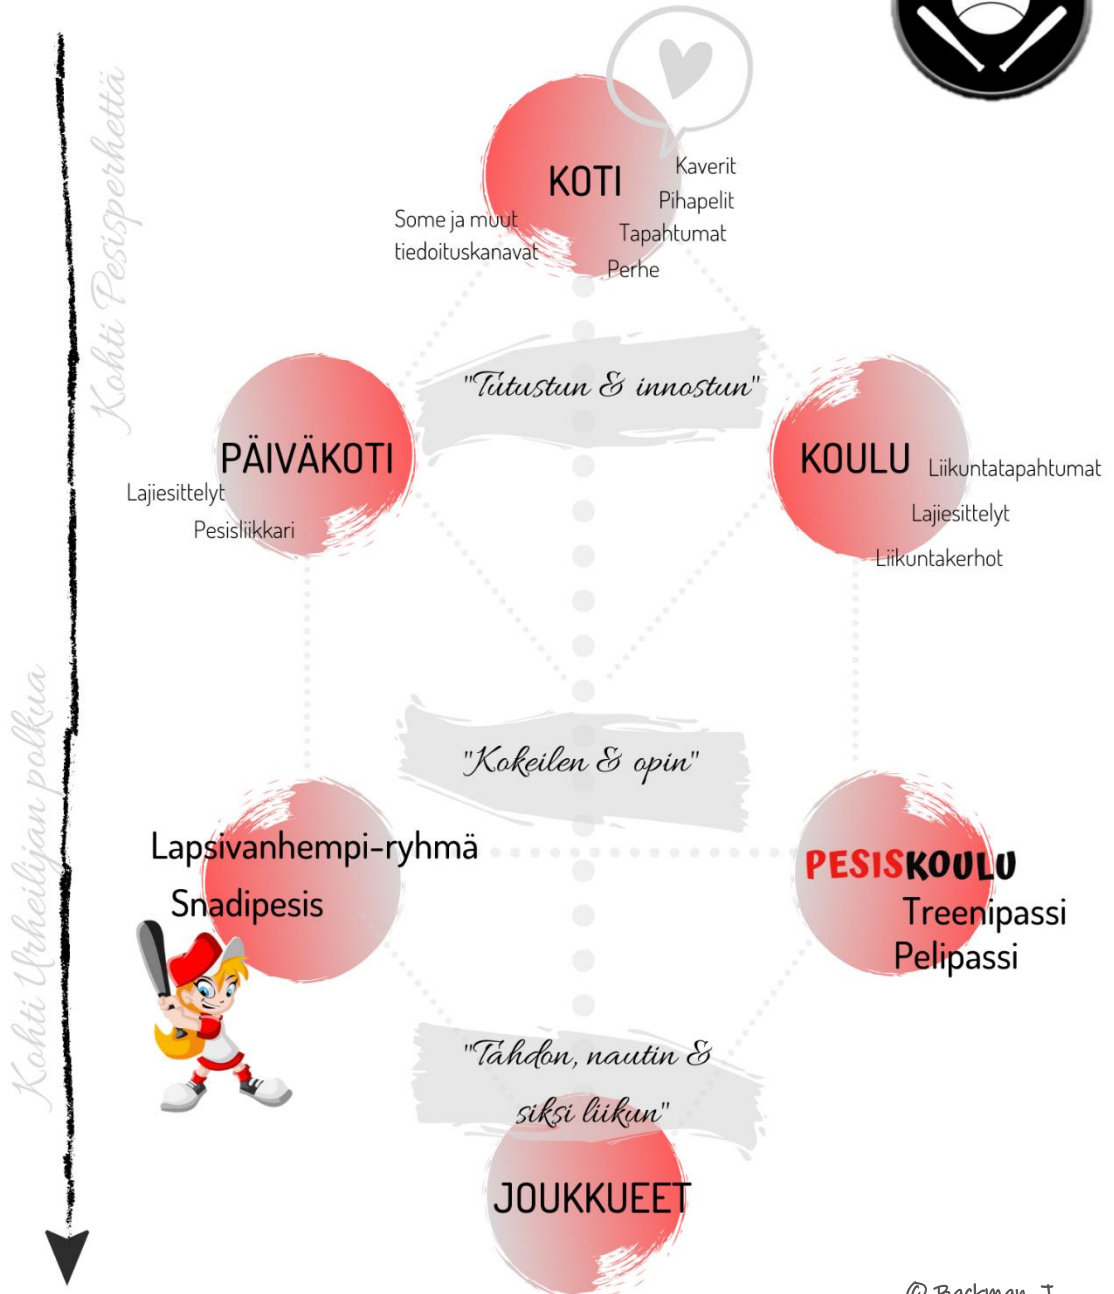 Kohti Pesisperhettä
KOTI
Kaverit
Pihapelit
Tapahtumat
Perhe
Some ja muut
tiedoituskanavat
"Tutustun & innostun"
PÄIVÄKOTI
Lajiesittelyt
Pesisliikkari
KOULU
Liikuntatapahtumat
Lajiesittelyt
Liikuntakerhot
Kohti Urheilijan polkua
"Kokeilen & opin"
Lapsivanhempi-ryhmä
Snadipesis
PESISKOULU
Treenipassi
Pelipassi
"Tahdon, nautin &
siksi liikun"
JOUKKUEET
© Backman, J.